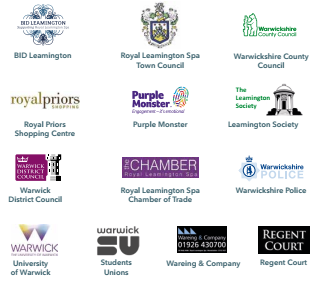 BID LEAMINGTON
BID Leamington
Royal Leamington Spa
Town Council
Warwickshire
County Council
Warwickshire County
Council
royalpriors
SHOPPING
Royal Priors
Shopping Centre
Purple
Monster.
Engagement – it's emotional
Purple Monster
The
Leamington
Society
Leamington Society
WARWICK
DISTRICT
COUNCIL
Warwick
District Council
the CHAMBER
Royal Leamington Spa
Royal Leamington Spa
Chamber of Trade
Warwickshire
POLICE
Warwickshire Police
WARWICK
THE UNIVERSITY OF WARWICK
University
of Warwick
warwick
SU
Students
Unions
Wareing & Company
01926 430700
Wareing & Company
REGENT
COURT
Regent Court